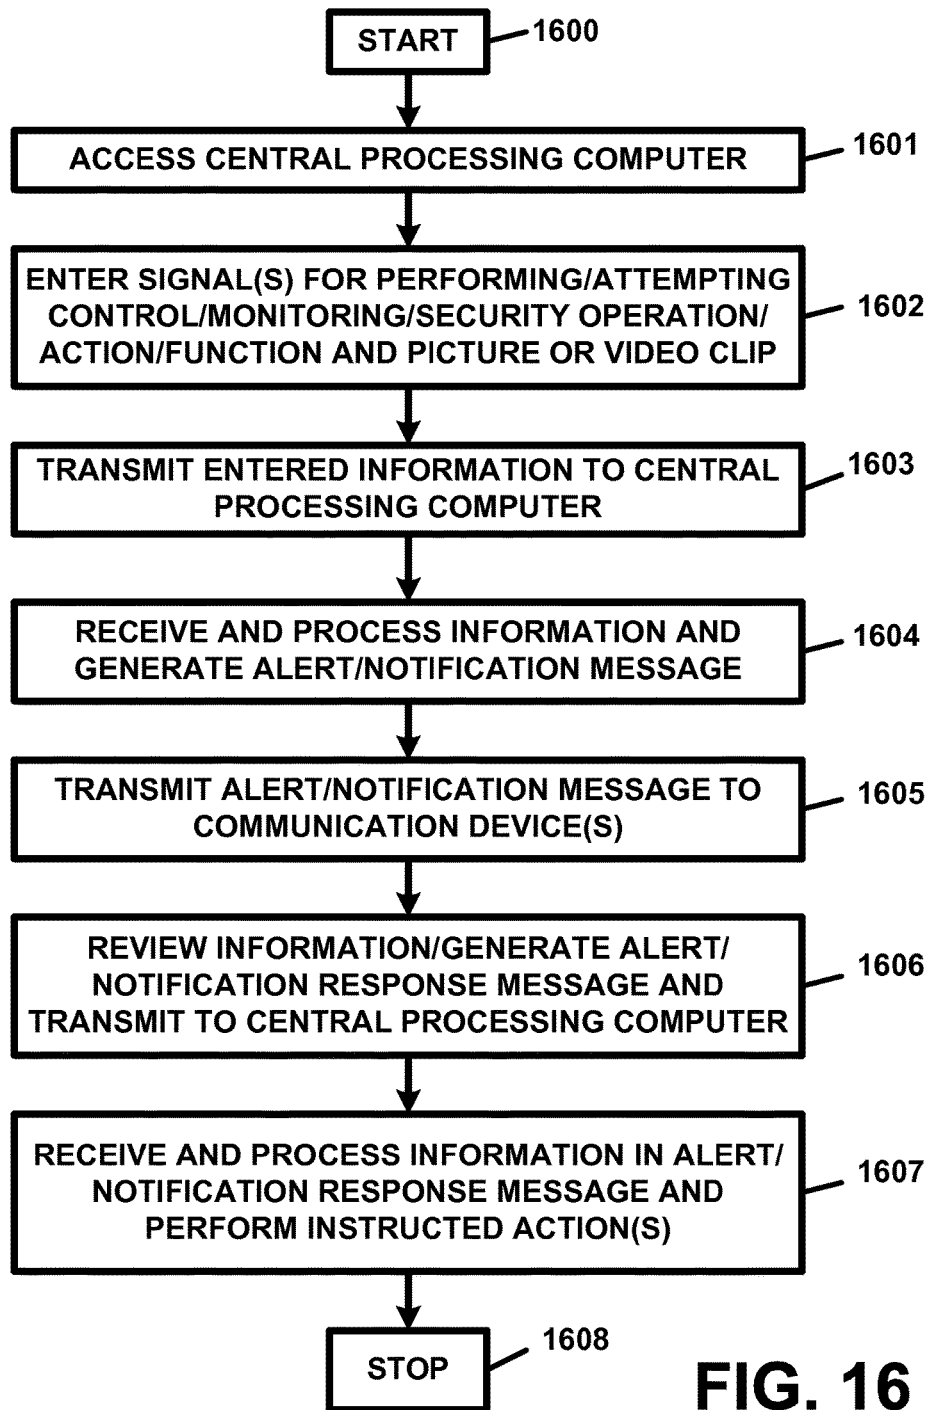 START
1600
ACCESS CENTRAL PROCESSING COMPUTER
1601
ENTER SIGNAL(S) FOR PERFORMING/ATTEMPTING
CONTROL/MONITORING/SECURITY OPERATION/
ACTION/FUNCTION AND PICTURE OR VIDEO CLIP
1602
TRANSMIT ENTERED INFORMATION TO CENTRAL
PROCESSING COMPUTER
1603
RECEIVE AND PROCESS INFORMATION AND
GENERATE ALERT/NOTIFICATION MESSAGE
1604
TRANSMIT ALERT/NOTIFICATION MESSAGE TO
COMMUNICATION DEVICE(S)
1605
REVIEW INFORMATION/GENERATE ALERT/
NOTIFICATION RESPONSE MESSAGE AND
TRANSMIT TO CENTRAL PROCESSING COMPUTER
1606
RECEIVE AND PROCESS INFORMATION IN ALERT/
NOTIFICATION RESPONSE MESSAGE AND
PERFORM INSTRUCTED ACTION(S)
1607
STOP
1608
FIG. 16